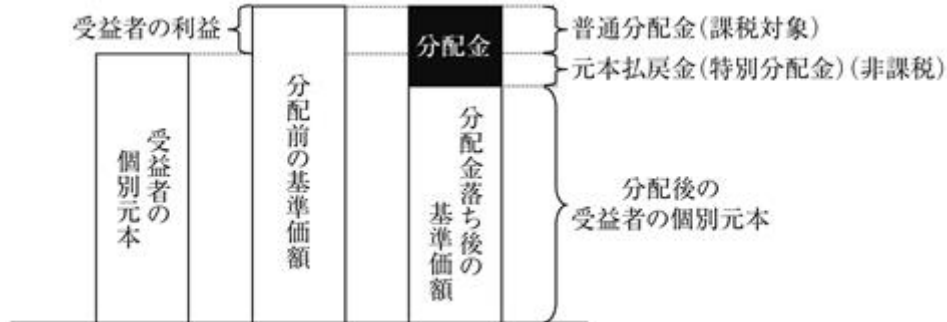 受益者の利益
分配金
普通分配金(課税対象)
元本払戻金(特別分配金)(非課税)
受益者の
個別元本
分配前の基準価額
分配金落ち後の
基準価額
分配後の
受益者の個別元本